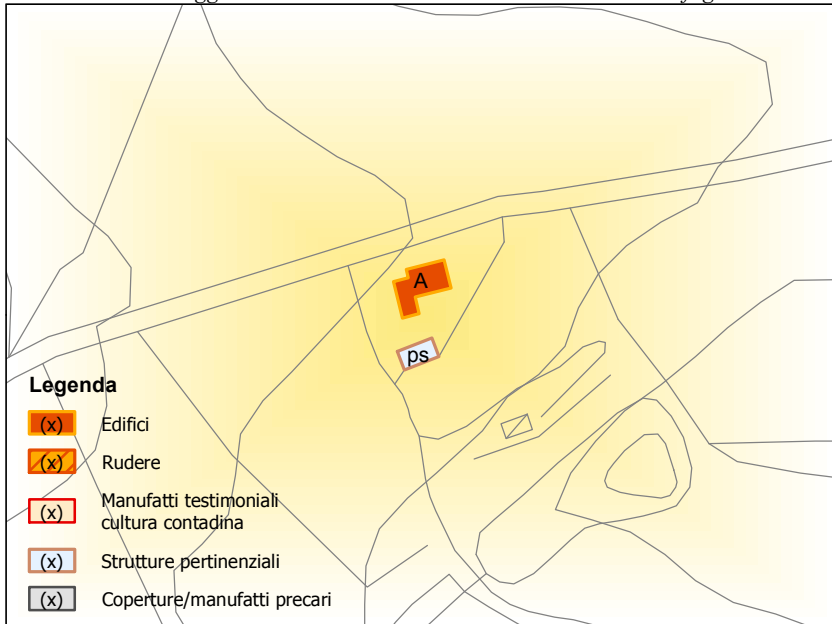 A
ps
Legenda
(x) Edifici
(x) Rudere
(x) Manufatti testimoniali
cultura contadina
(x) Strutture pertinenziali
(x) Coperture/manufatti precari